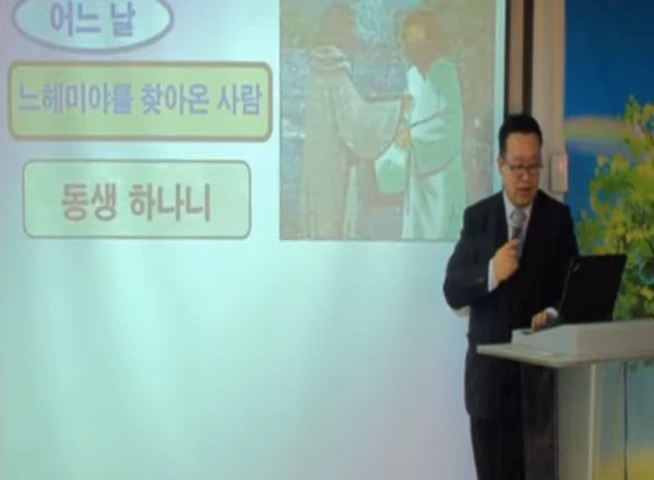 어느 날
느헤미야를 찾아온 사람
동생 하나니